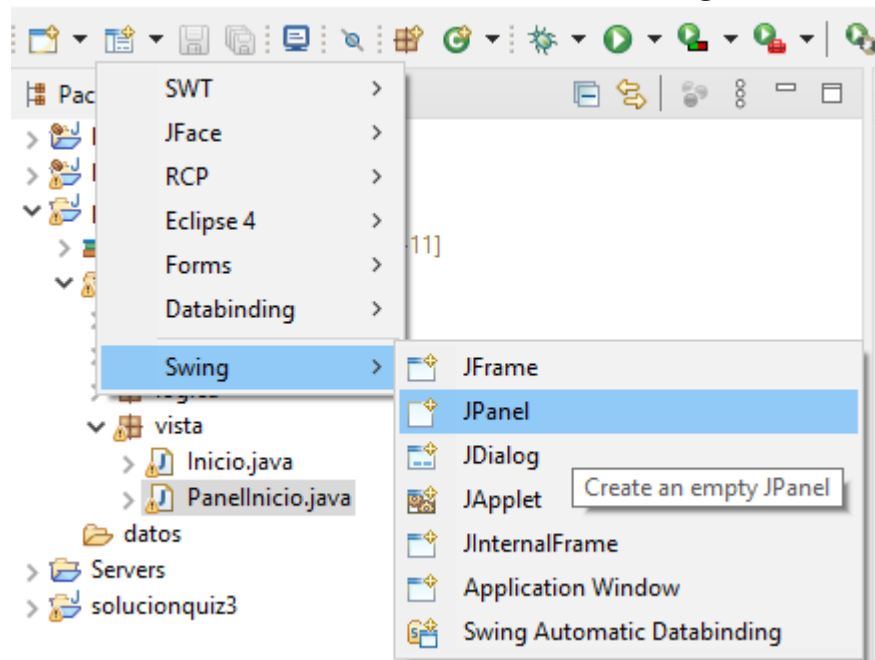 Pac
SWT
JFace
RCP
Eclipse 4
11]
Forms
Databinding
Swing
JFrame
JPanel
vista
JDialog
Inicio.java
Create an empty JPanel
PanelInicio.java
JApplet
datos
JInternalFrame
Servers
Application Window
solucionquiz3
Swing Automatic Databinding